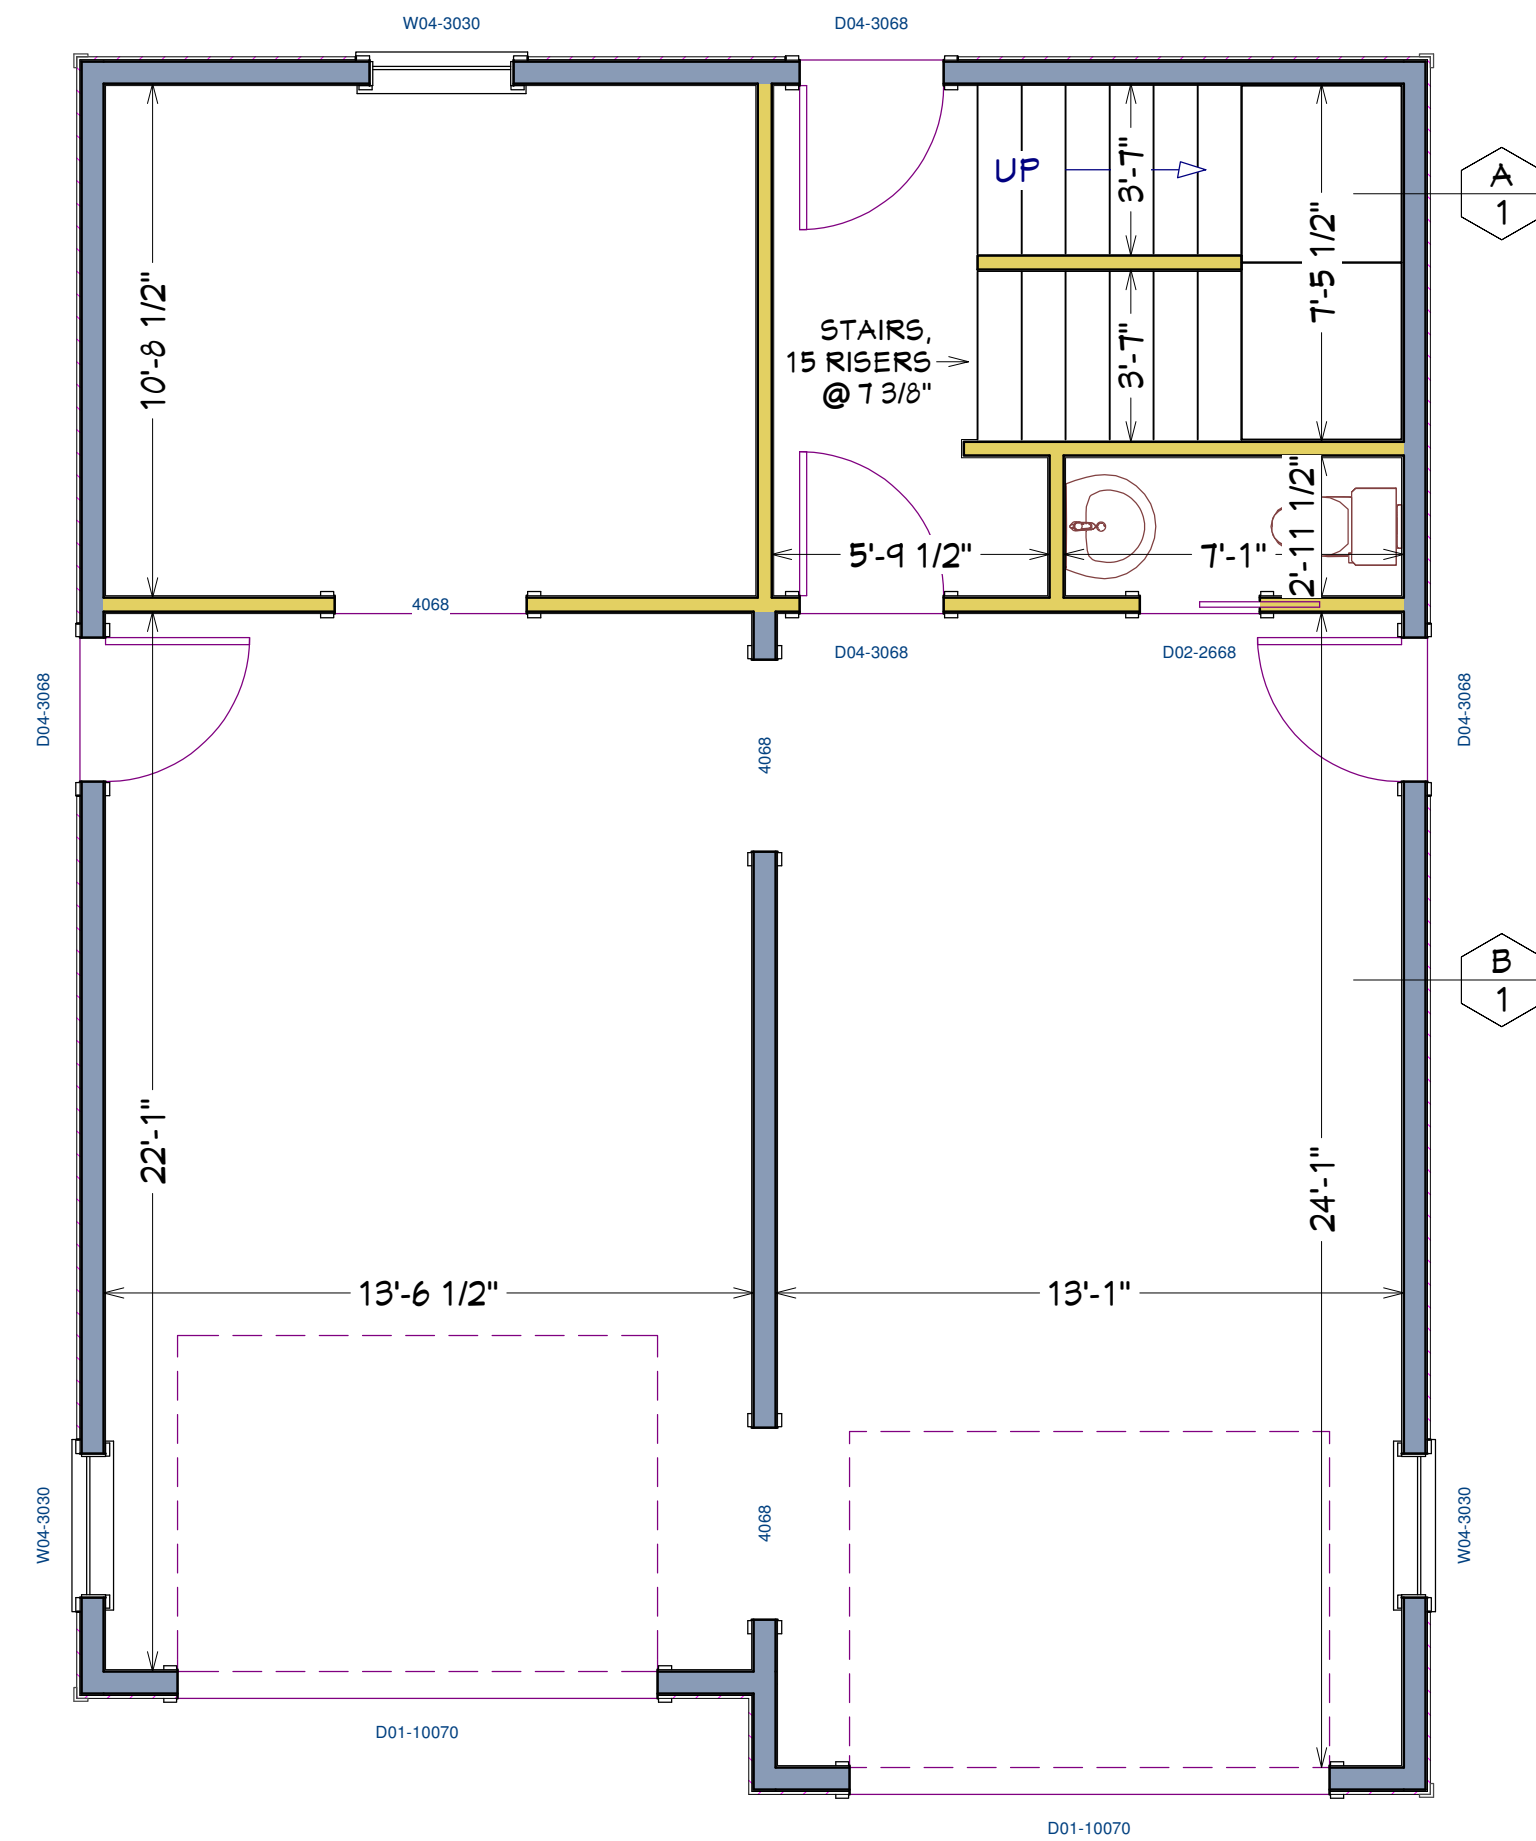 W04-3030
D04-3068
UP
3'-7"
A
1
7'-5 1/2"
10'-8 1/2"
STAIRS,
15 RISERS
@ 7 3/8"
3'-7"
2'-11 1/2"
5'-9 1/2"
7'-1"
4068
D04-3068
D02-2668
D04-3068
D04-3068
4068
B
1
22'-1"
24'-1"
13'-6 1/2"
13'-1"
W04-3030
4068
W04-3030
D01-10070
D01-10070